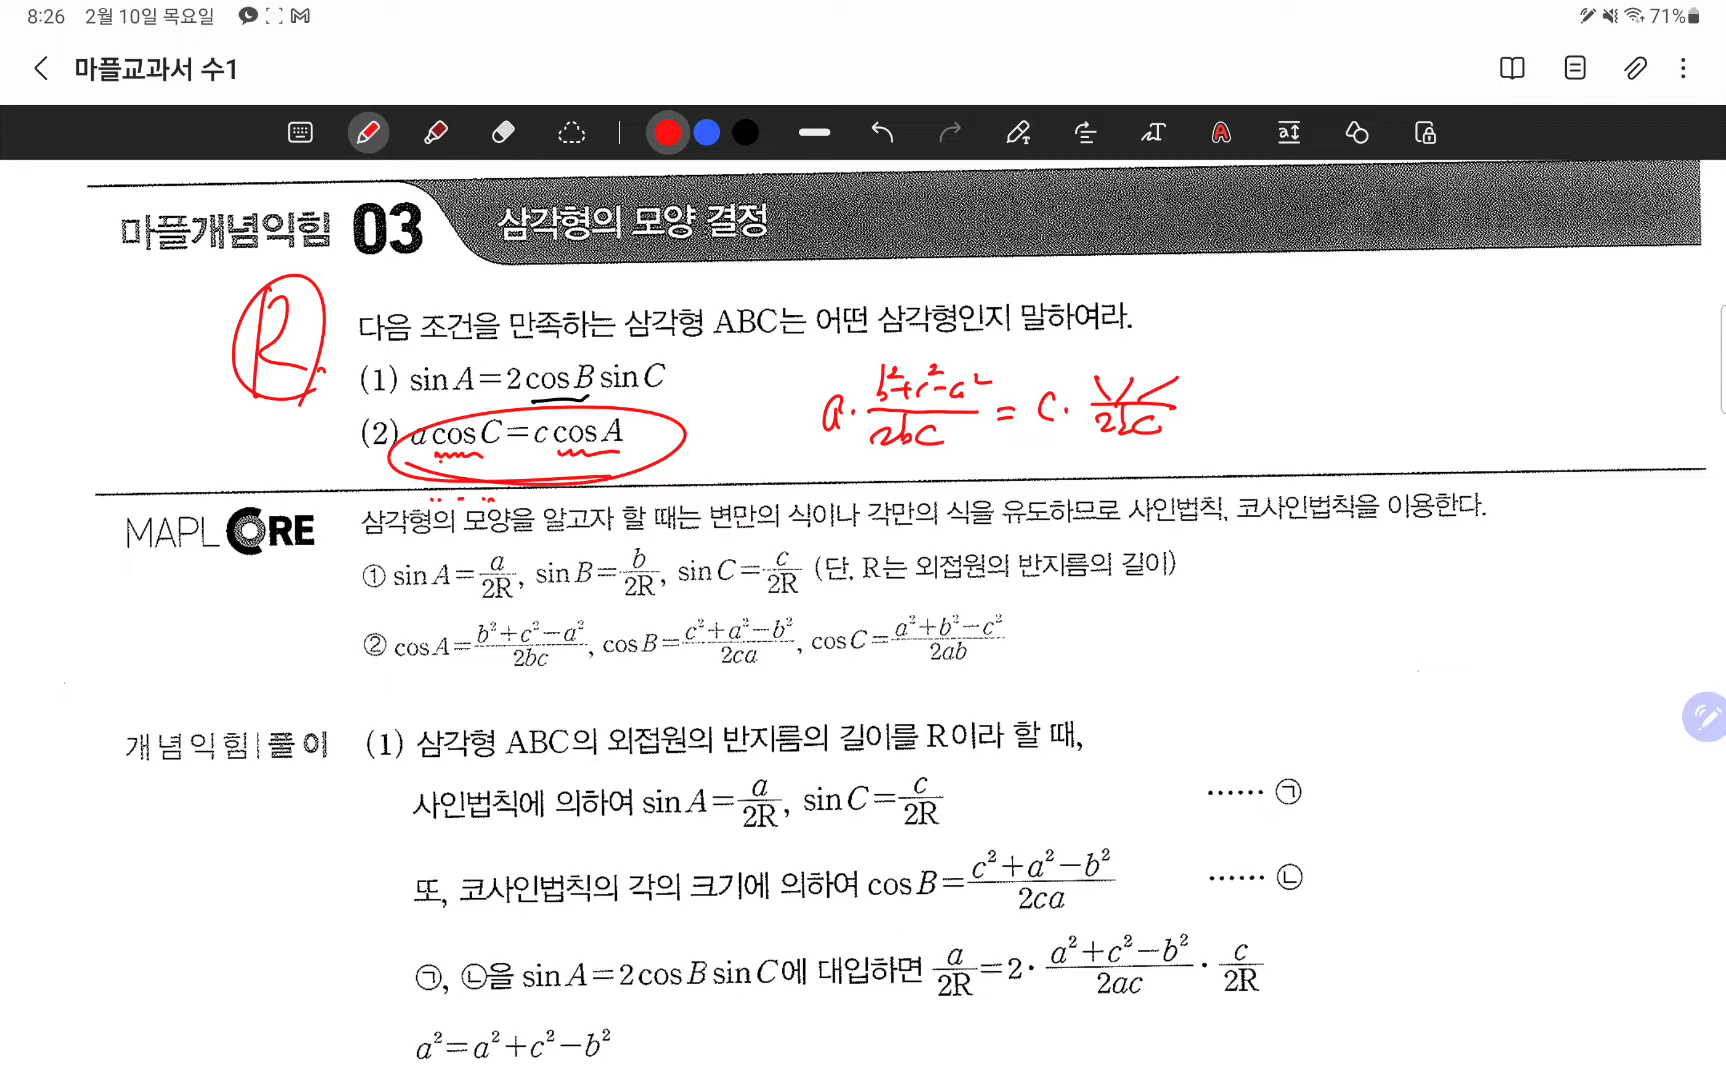 8:26 2월 10일 목요일 71%
마플교과서 수1
마플개념익힘 03 삼각형의 모양 결정
R
다음 조건을 만족하는 삼각형 ABC는 어떤 삼각형인지 말하여라.
(1) sin A=2cos B sin C
(2) a cos C=c cos A
a· (b²+c²-a²)/2bc = c· /2bc
MAPL CORE 삼각형의 모양을 알고자 할 때는 변만의 식이나 각만의 식을 유도하므로 사인법칙, 코사인법칙을 이용한다.
① sin A=a/2R, sin B=b/2R, sin C=c/2R (단, R는 외접원의 반지름의 길이)
② cos A=(b²+c²-a²)/2bc, cos B=(c²+a²-b²)/2ca, cos C=(a²+b²-c²)/2ab
개념익힘|풀이 (1) 삼각형 ABC의 외접원의 반지름의 길이를 R이라 할 때,
사인법칙에 의하여 sin A=a/2R, sin C=c/2R ······ ㉠
또, 코사인법칙의 각의 크기에 의하여 cos B=(c²+a²-b²)/2ca ······ ㉡
㉠, ㉡을 sin A=2cos B sin C에 대입하면 a/2R=2·(a²+c²-b²)/2ac·c/2R
a²=a²+c²-b²